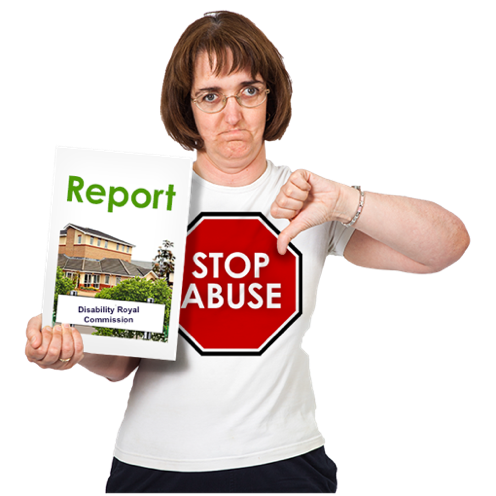 Report
Disability Royal
Commission
STOP
ABUSE